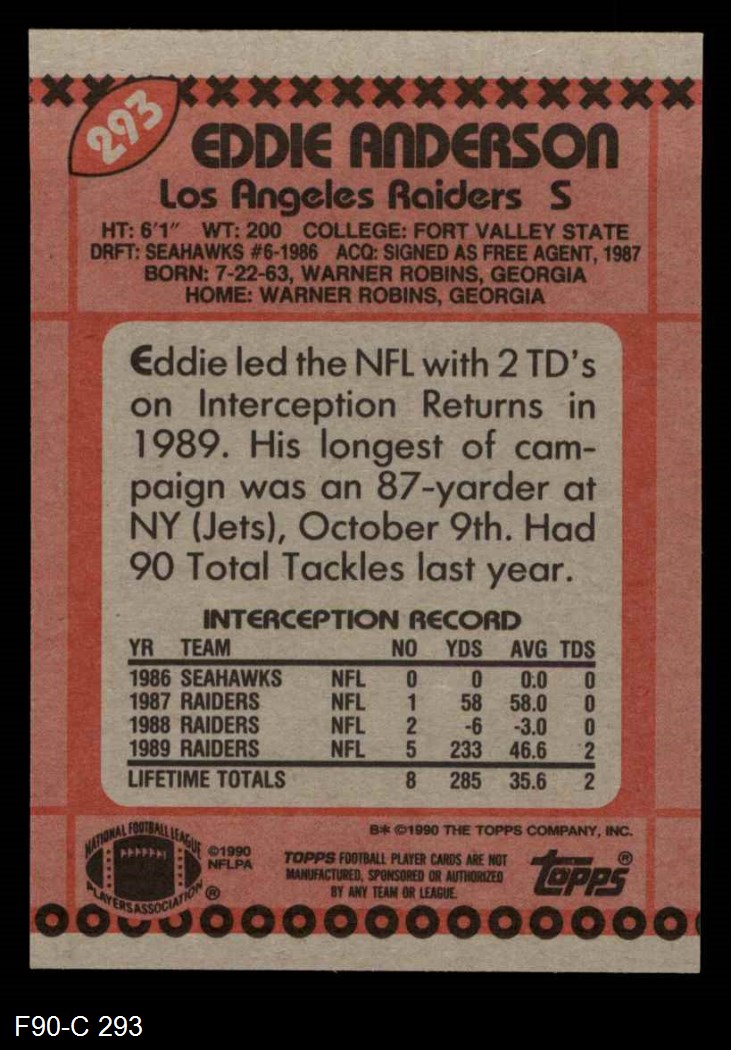 293
EDDIE ANDERSON
Los Angeles Raiders S
HT: 6'1" WT: 200 COLLEGE: FORT VALLEY STATE
DRFT: SEAHAWKS #6-1986 ACQ: SIGNED AS FREE AGENT, 1987
BORN: 7-22-63, WARNER ROBINS, GEORGIA
HOME: WARNER ROBINS, GEORGIA
Eddie led the NFL with 2 TD's
on Interception Returns in
1989. His longest of cam-
paign was an 87-yarder at
NY (Jets), October 9th. Had
90 Total Tackles last year.
INTERCEPTION RECORD
YR TEAM NO YDS AVG TDS
1986 SEAHAWKS NFL 0 0 0.0 0
1987 RAIDERS NFL 1 58 58.0 0
1988 RAIDERS NFL 2 -6 -3.0 0
1989 RAIDERS NFL 5 233 46.6 2
LIFETIME TOTALS 8 285 35.6 2
B* ©1990 THE TOPPS COMPANY, INC.
NATIONAL FOOTBALL LEAGUE
PLAYERS ASSOCIATION ®
©1990
NFLPA
TOPPS FOOTBALL PLAYER CARDS ARE NOT
MANUFACTURED, SPONSORED OR AUTHORIZED
BY ANY TEAM OR LEAGUE.
topps®
F90-C 293